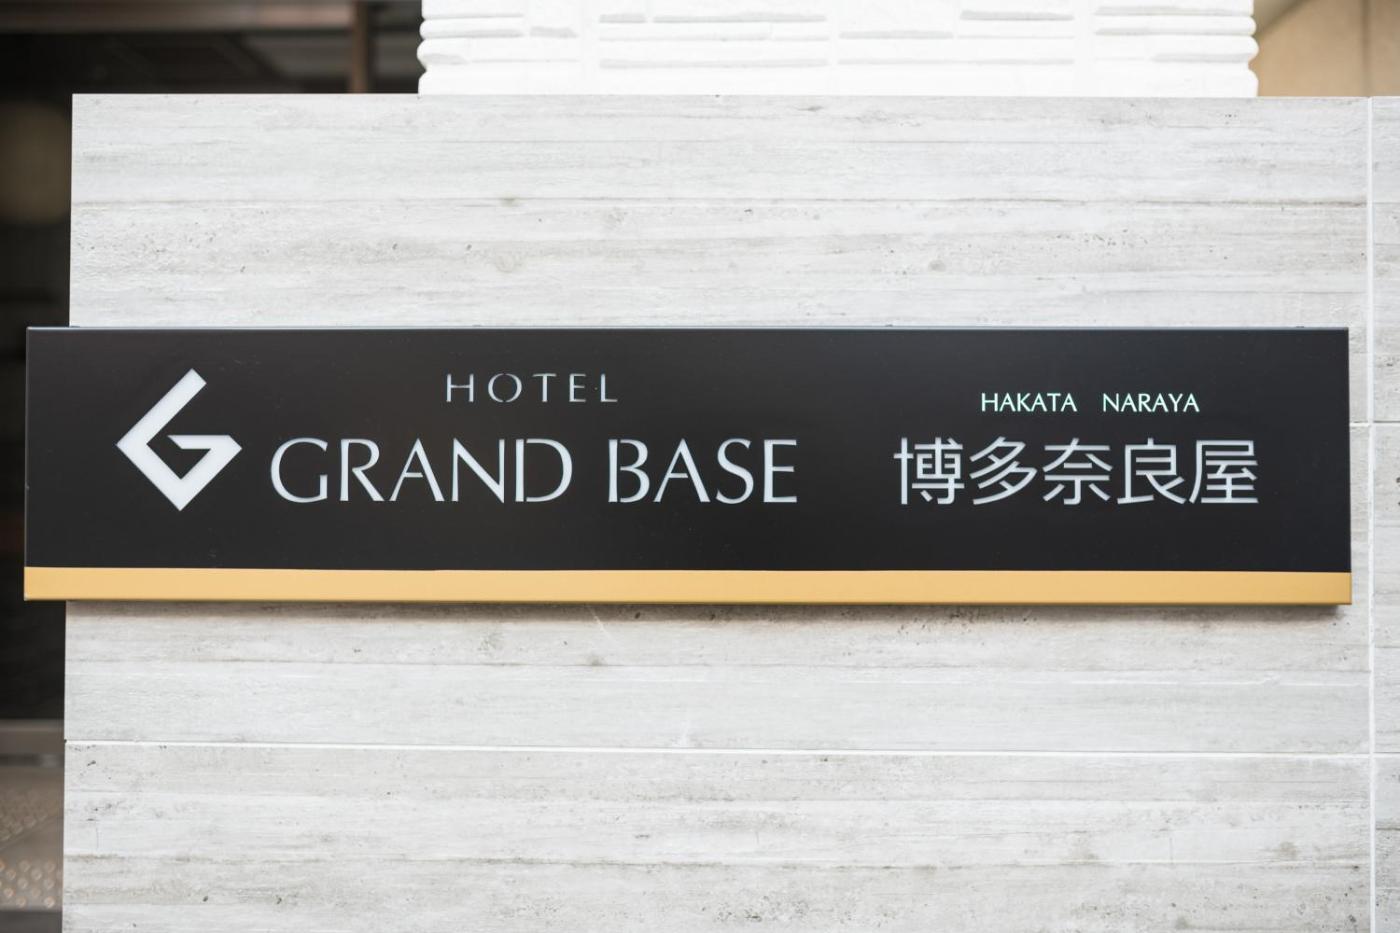 HOTEL
GRAND BASE
HAKATA NARAYA
博多奈良屋